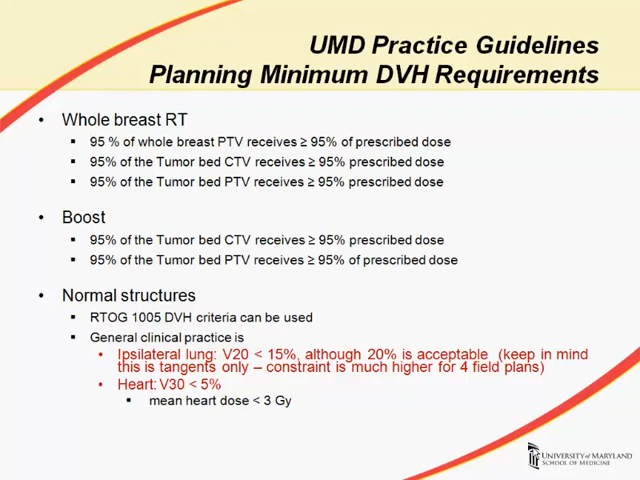 UMD Practice Guidelines
Planning Minimum DVH Requirements
• Whole breast RT
▪ 95 % of whole breast PTV receives ≥ 95% of prescribed dose
▪ 95% of the Tumor bed CTV receives ≥ 95% prescribed dose
▪ 95% of the Tumor bed PTV receives ≥ 95% prescribed dose
• Boost
▪ 95% of the Tumor bed CTV receives ≥ 95% prescribed dose
▪ 95% of the Tumor bed PTV receives ≥ 95% of prescribed dose
• Normal structures
▪ RTOG 1005 DVH criteria can be used
▪ General clinical practice is
• Ipsilateral lung: V20 < 15%, although 20% is acceptable (keep in mind
this is tangents only – constraint is much higher for 4 field plans)
• Heart: V30 < 5%
▪ mean heart dose < 3 Gy
UNIVERSITY of MARYLAND
SCHOOL OF MEDICINE